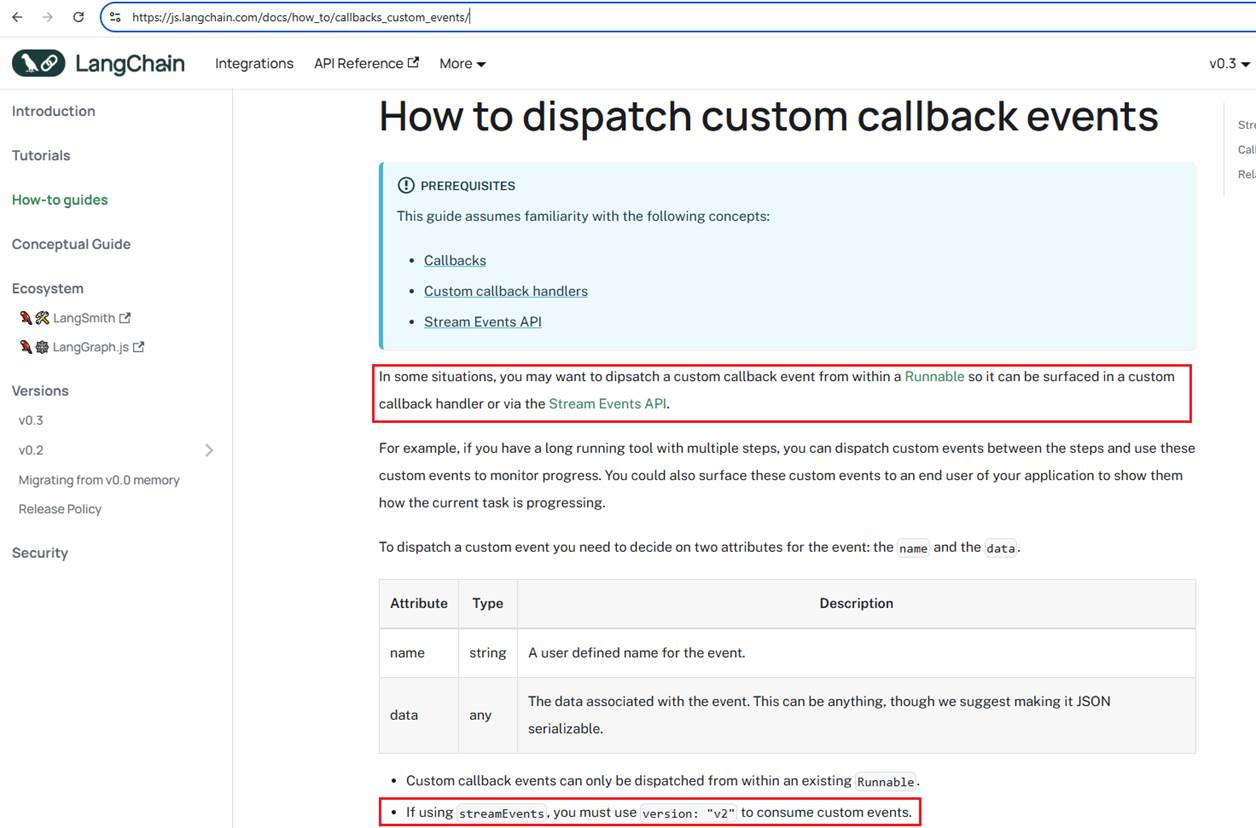 https://js.langchain.com/docs/how_to/callbacks_custom_events/
LangChain
Integrations
API Reference
More
v0.3
Introduction
Tutorials
How-to guides
Conceptual Guide
Ecosystem
LangSmith
LangGraph.js
Versions
v0.3
v0.2
Migrating from v0.0 memory
Release Policy
Security
How to dispatch custom callback events
PREREQUISITES
This guide assumes familiarity with the following concepts:
• Callbacks
• Custom callback handlers
• Stream Events API
In some situations, you may want to dipsatch a custom callback event from within a Runnable so it can be surfaced in a custom
callback handler or via the Stream Events API.
For example, if you have a long running tool with multiple steps, you can dispatch custom events between the steps and use these
custom events to monitor progress. You could also surface these custom events to an end user of your application to show them
how the current task is progressing.
To dispatch a custom event you need to decide on two attributes for the event: the name and the data.
Attribute Type Description
name string A user defined name for the event.
data any The data associated with the event. This can be anything, though we suggest making it JSON
serializable.
• Custom callback events can only be dispatched from within an existing Runnable.
• If using streamEvents, you must use version: "v2" to consume custom events.
Stre
Call
Rela